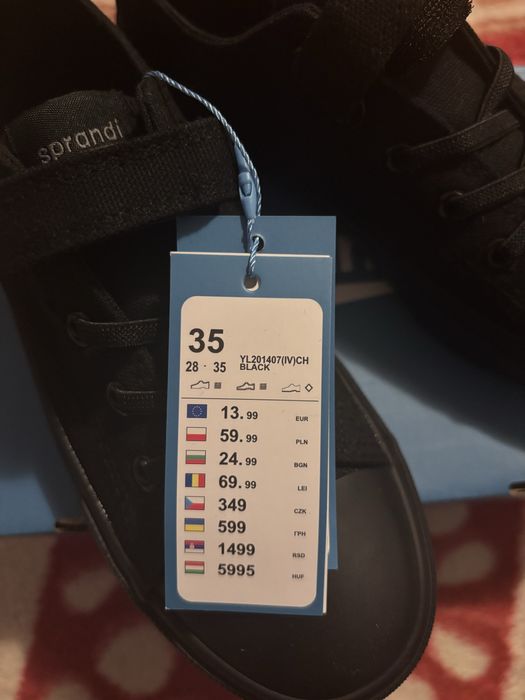 sprandi
35
28 - 35 YL201407(IV)CH
BLACK
13.99 EUR
59.99 PLN
24.99 BGN
69.99 LEI
349 CZK
599 ГРН
1499 RSD
5995 HUF